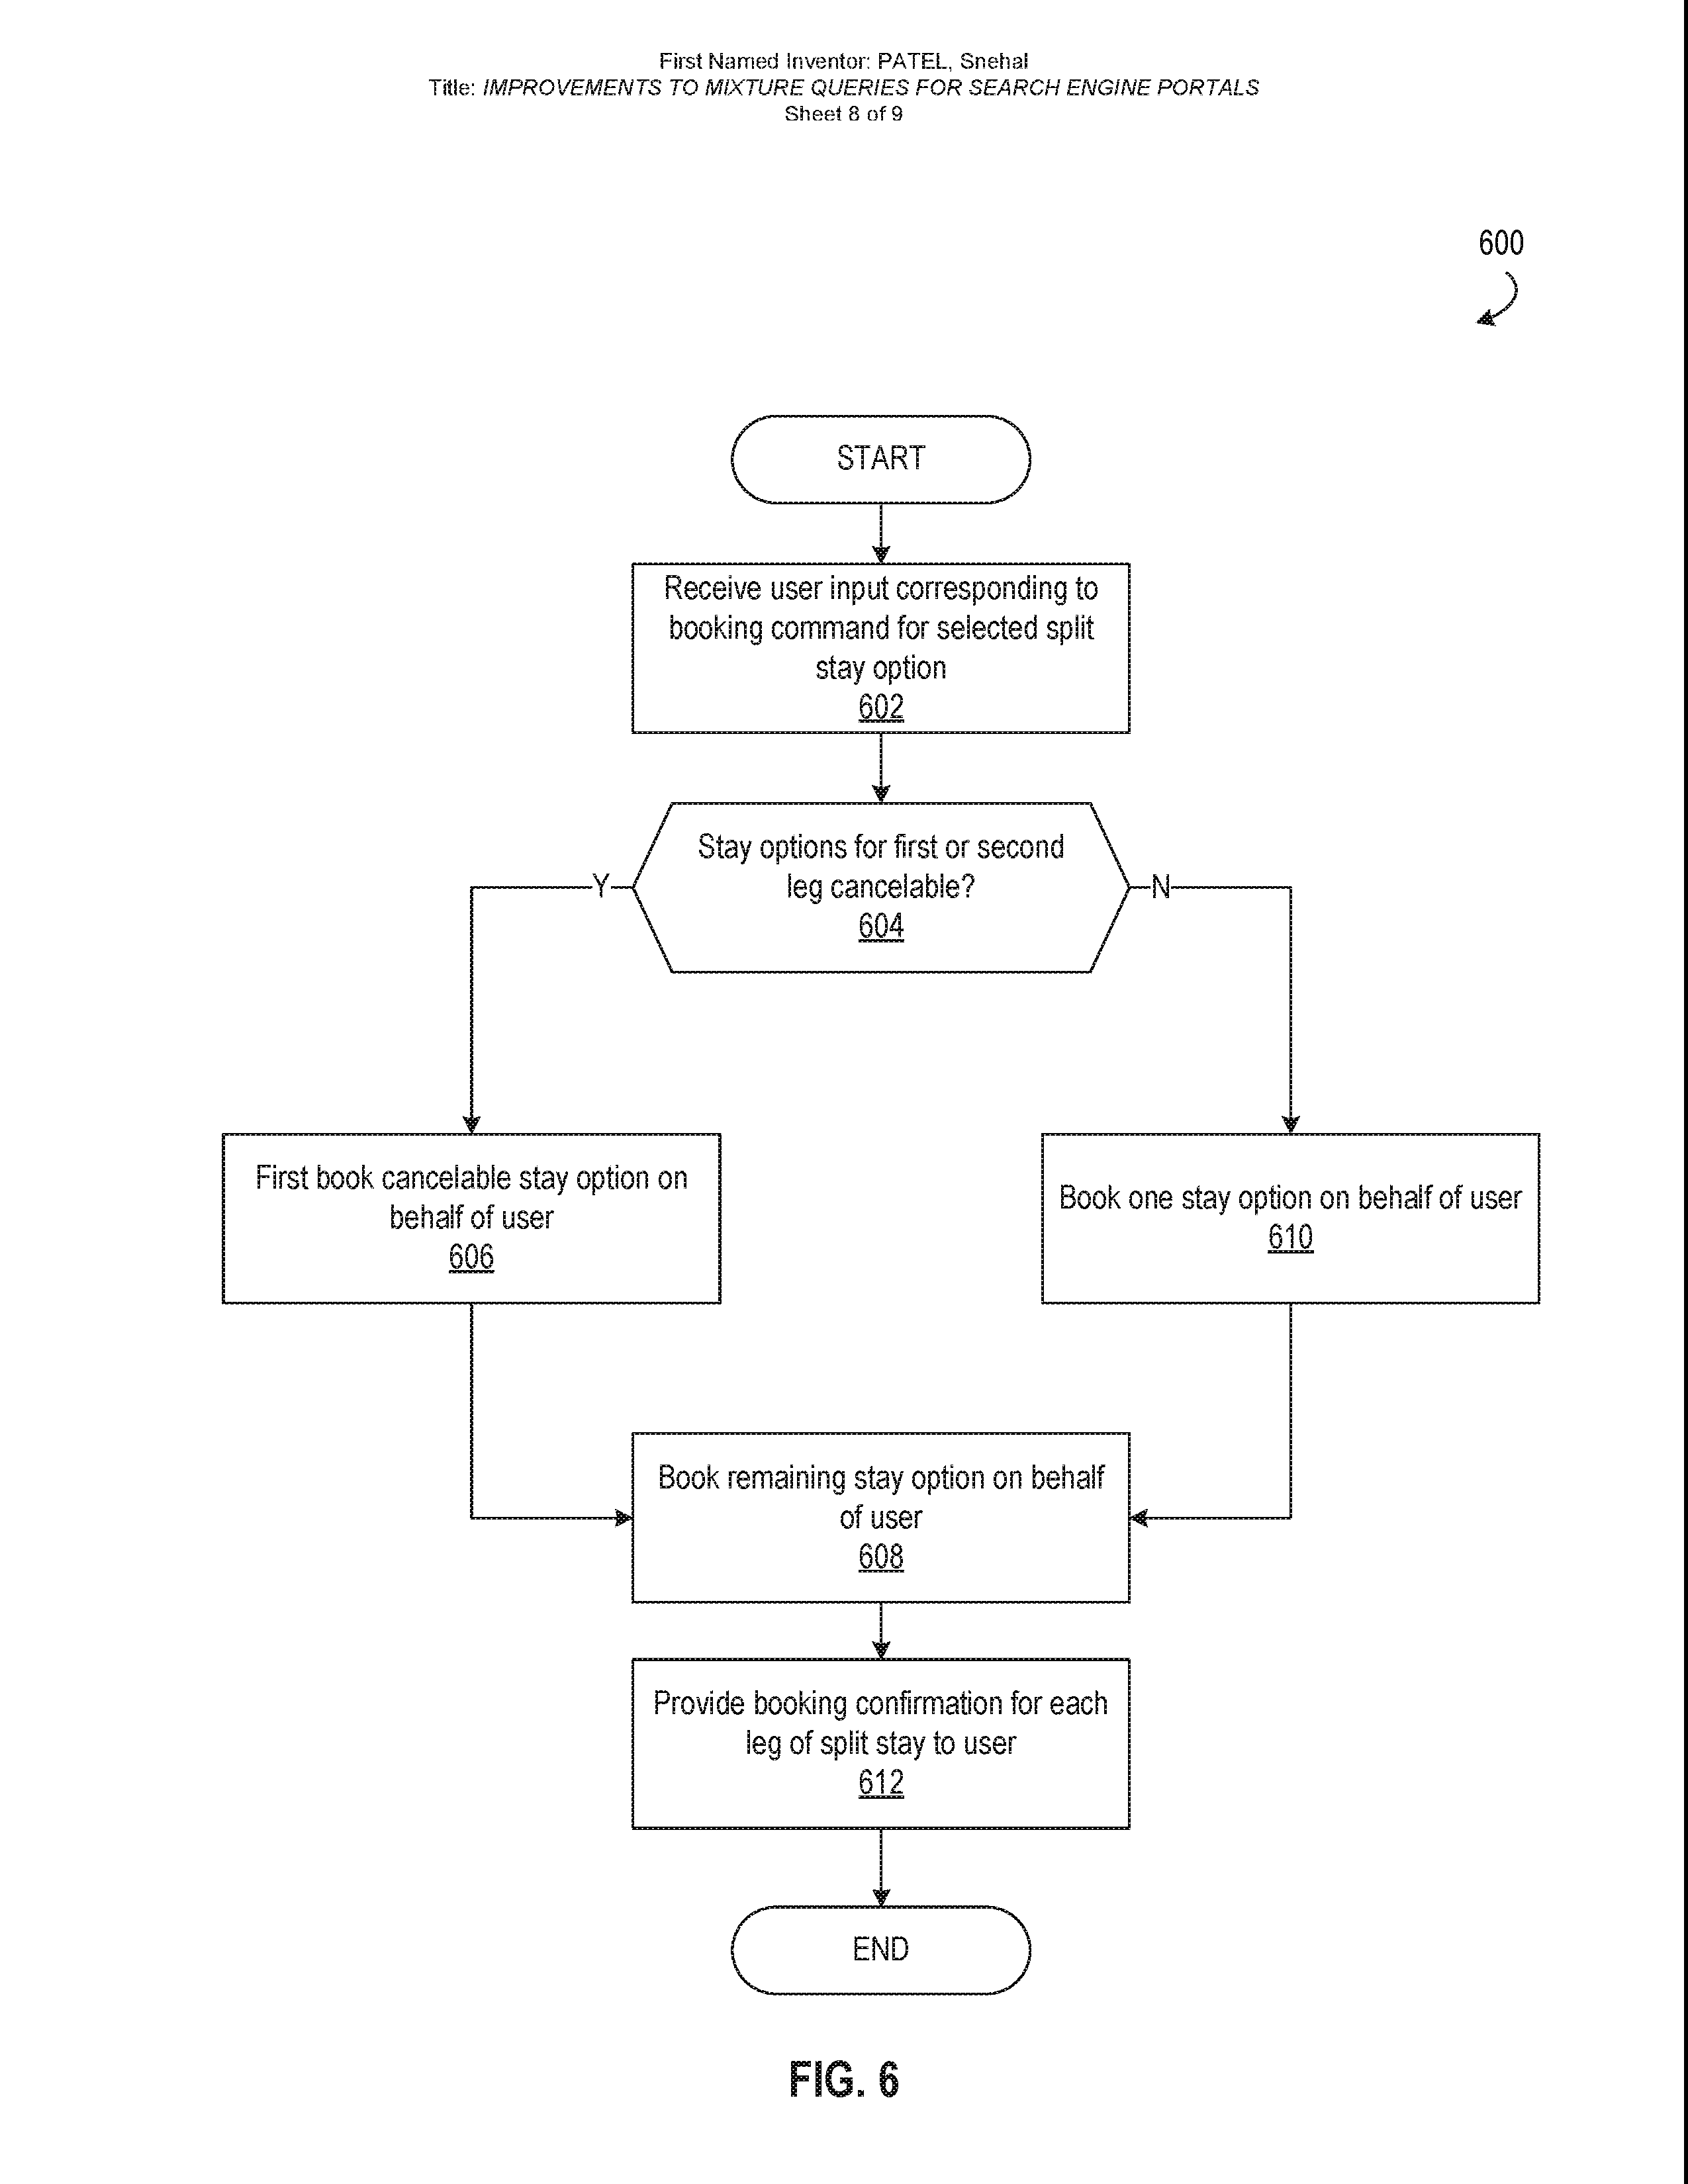 First Named Inventor: PATEL, Snehal
Title: IMPROVEMENTS TO MIXTURE QUERIES FOR SEARCH ENGINE PORTALS
Sheet 8 of 9
600
START
Receive user input corresponding to
booking command for selected split
stay option
602
Stay options for first or second
leg cancelable?
604
Y
N
First book cancelable stay option on
behalf of user
606
Book one stay option on behalf of user
610
Book remaining stay option on behalf
of user
608
Provide booking confirmation for each
leg of split stay to user
612
END
FIG. 6